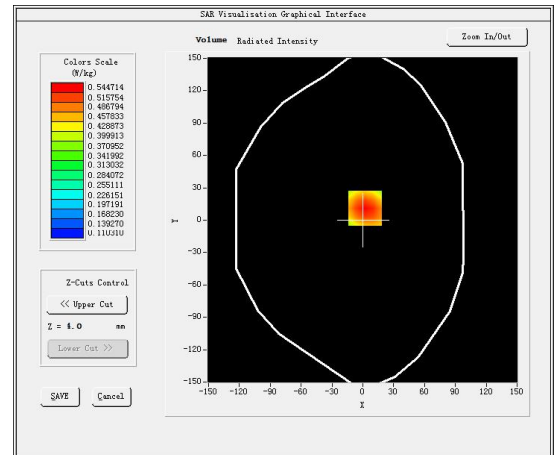 SAR Visualisation Graphical Interface
Volume Radiated Intensity
Zoom In/Out
Colors Scale
(W/kg)
0.544714
0.515754
0.486794
0.457833
0.428873
0.399913
0.370952
0.341992
0.313032
0.284072
0.255111
0.226151
0.197191
0.168230
0.139270
0.110310
150
120
90
60
30
0
-30
-60
-90
-120
-150
Y
-150 -120 -90 -60 -30 0 30 60 90 120 150
X
Z-Cuts Control
<< Upper Cut
Z = 4.0 mm
Lower Cut >>
SAVE Cancel